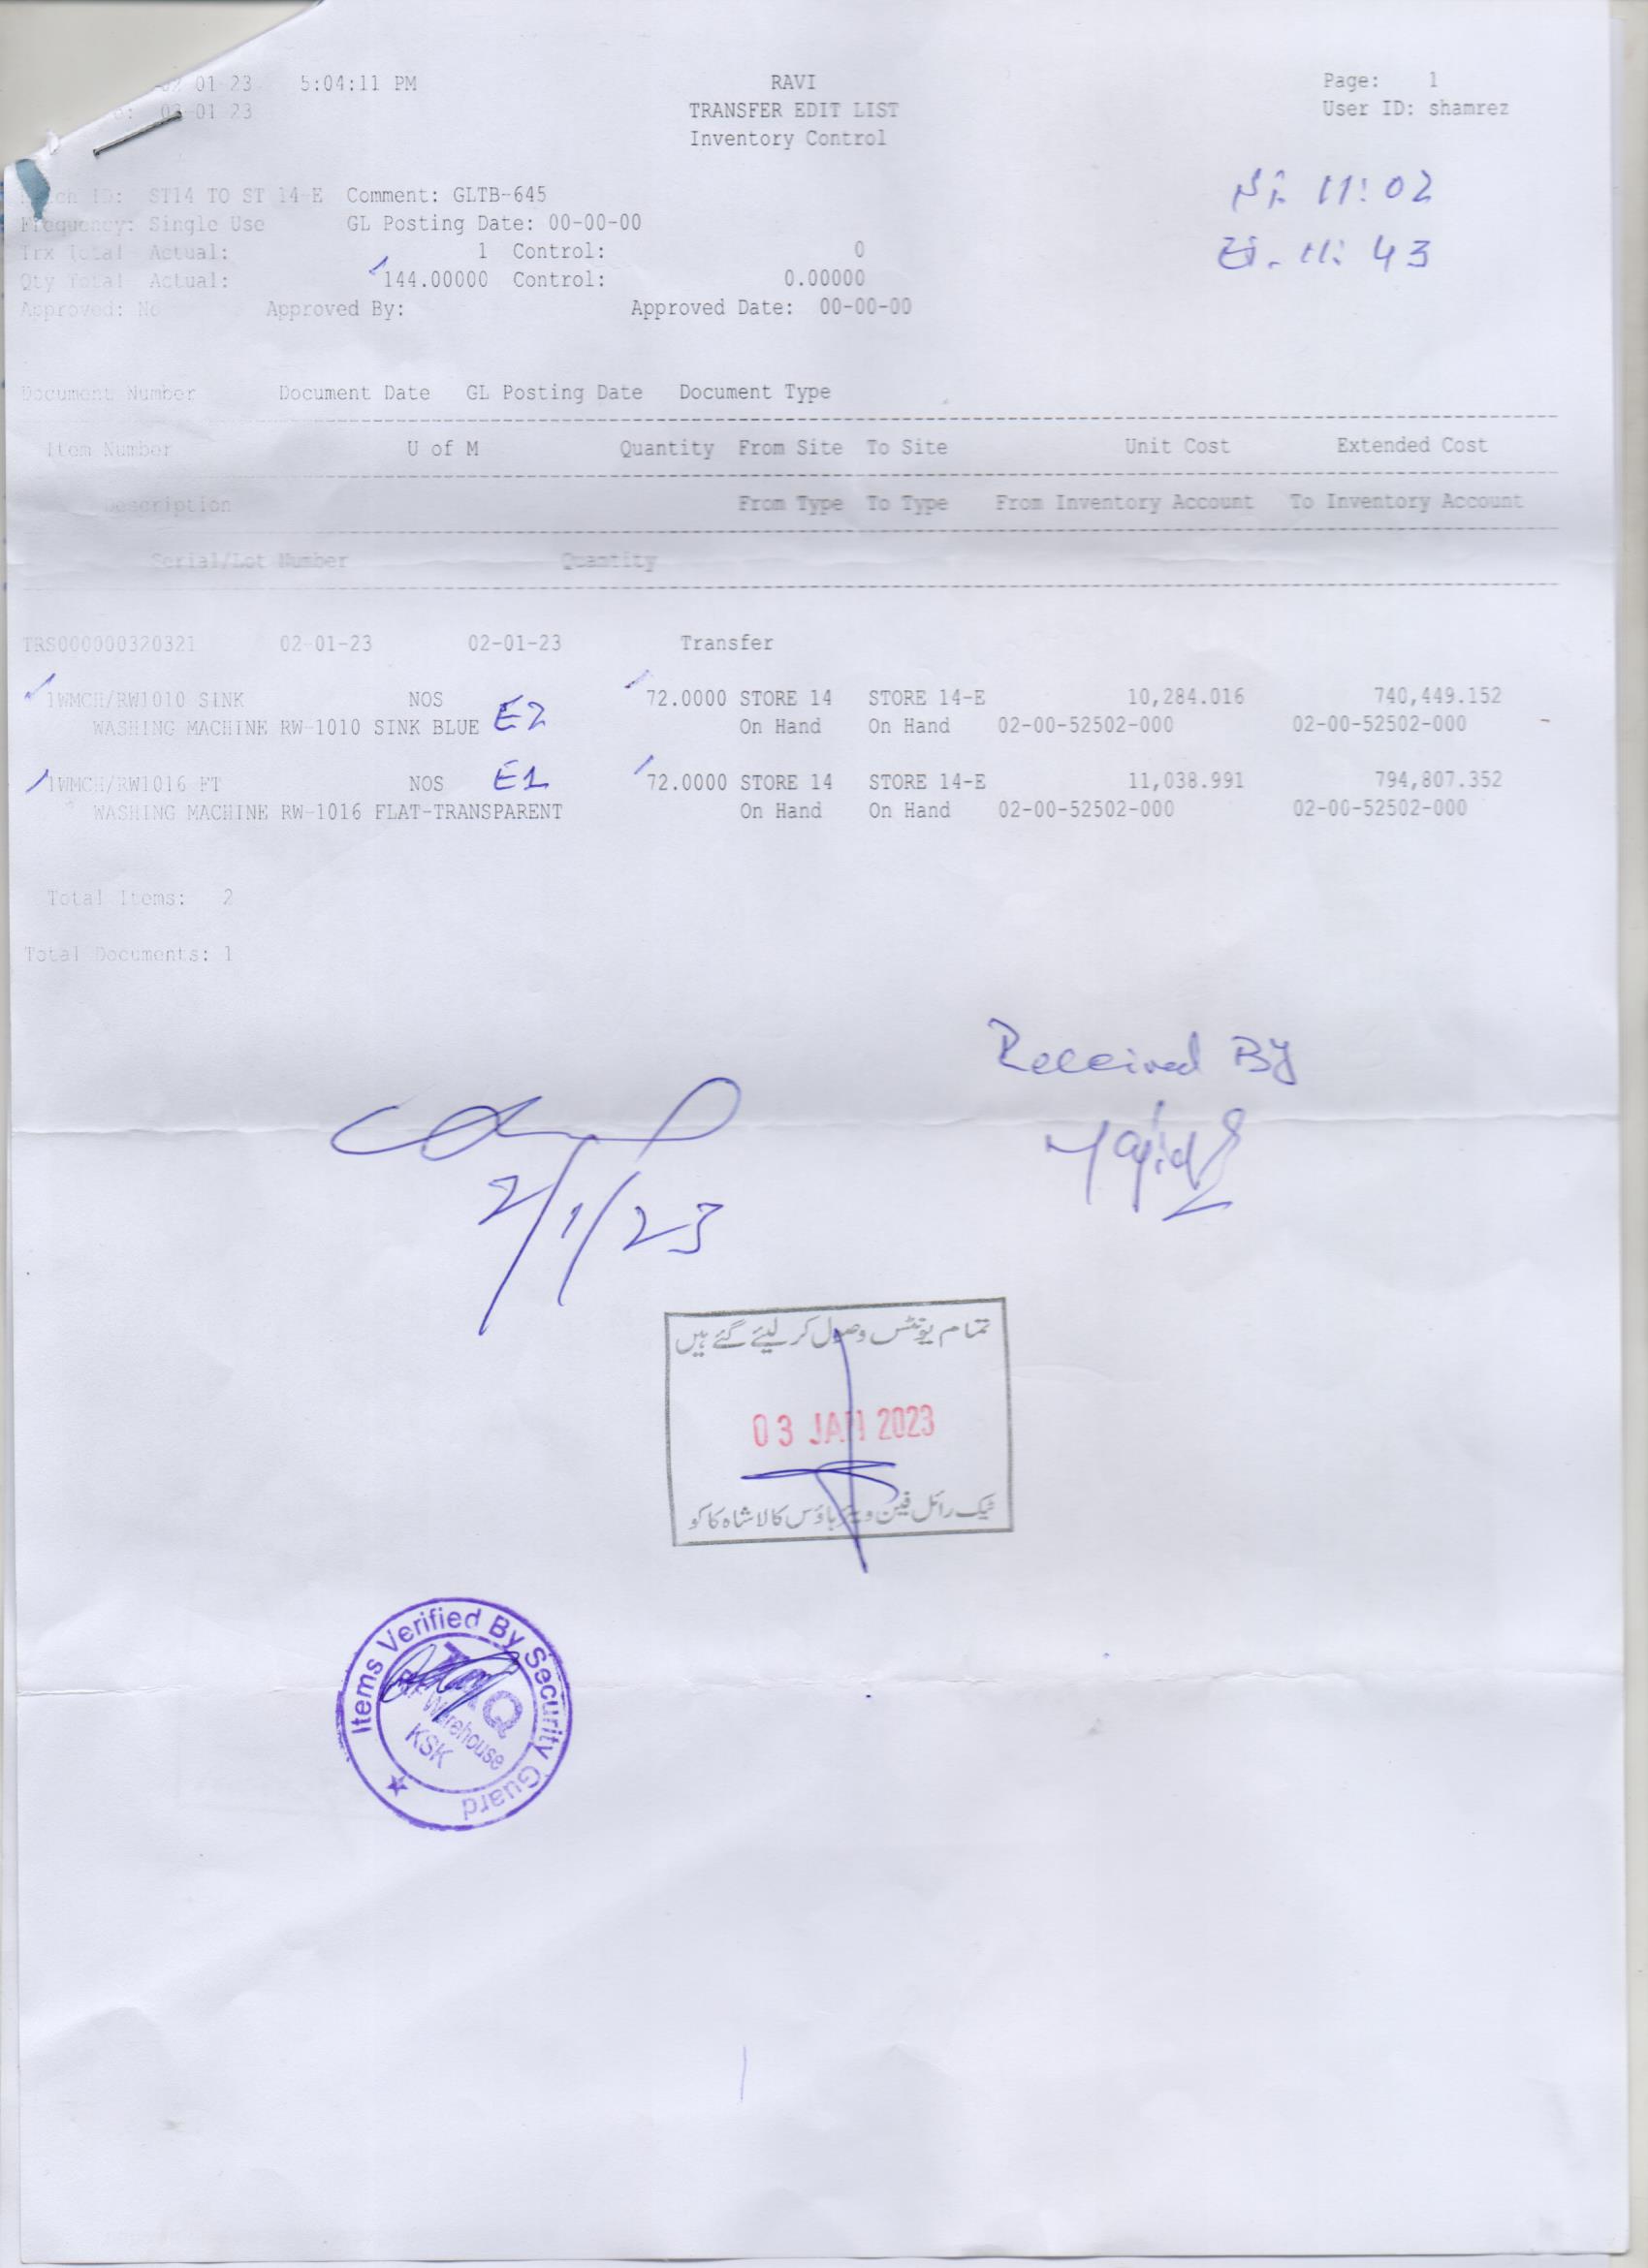 01-23 5:04:11 PM RAVI Page: 1
02-01-23 TRANSFER EDIT LIST User ID: shamrez
Inventory Control
11:02
11:43
ID: ST14 TO ST 14-E Comment: GLTB-645
Frequency: Single Use GL Posting Date: 00-00-00
Trx Total Actual: 1 Control: 0
Qty Total Actual: 144.00000 Control: 0.00000
Approved: No Approved By: Approved Date: 00-00-00
Document Number Document Date GL Posting Date Document Type
Item Number U of M Quantity From Site To Site Unit Cost Extended Cost
Description From Type To Type From Inventory Account To Inventory Account
Serial/Lot Number Quantity
TRS000000320321 02-01-23 02-01-23 Transfer
1WMCH/RW1010 SINK NOS 72.0000 STORE 14 STORE 14-E 10,284.016 740,449.152
WASHING MACHINE RW-1010 SINK BLUE E2 On Hand On Hand 02-00-52502-000 02-00-52502-000
1WMCH/RW1016 FT NOS E1 72.0000 STORE 14 STORE 14-E 11,038.991 794,807.352
WASHING MACHINE RW-1016 FLAT-TRANSPARENT On Hand On Hand 02-00-52502-000 02-00-52502-000
Total Items: 2
Total Documents: 1
Received By
Majid
2/1/23
تمام یونٹس وصول کر لیئے گئے ہیں
03 JAN 2023
ٹیک رائل فین ویئر ہاؤس کالا شاہ کاکو
Items Verified By Security Guard
Warehouse
KSK